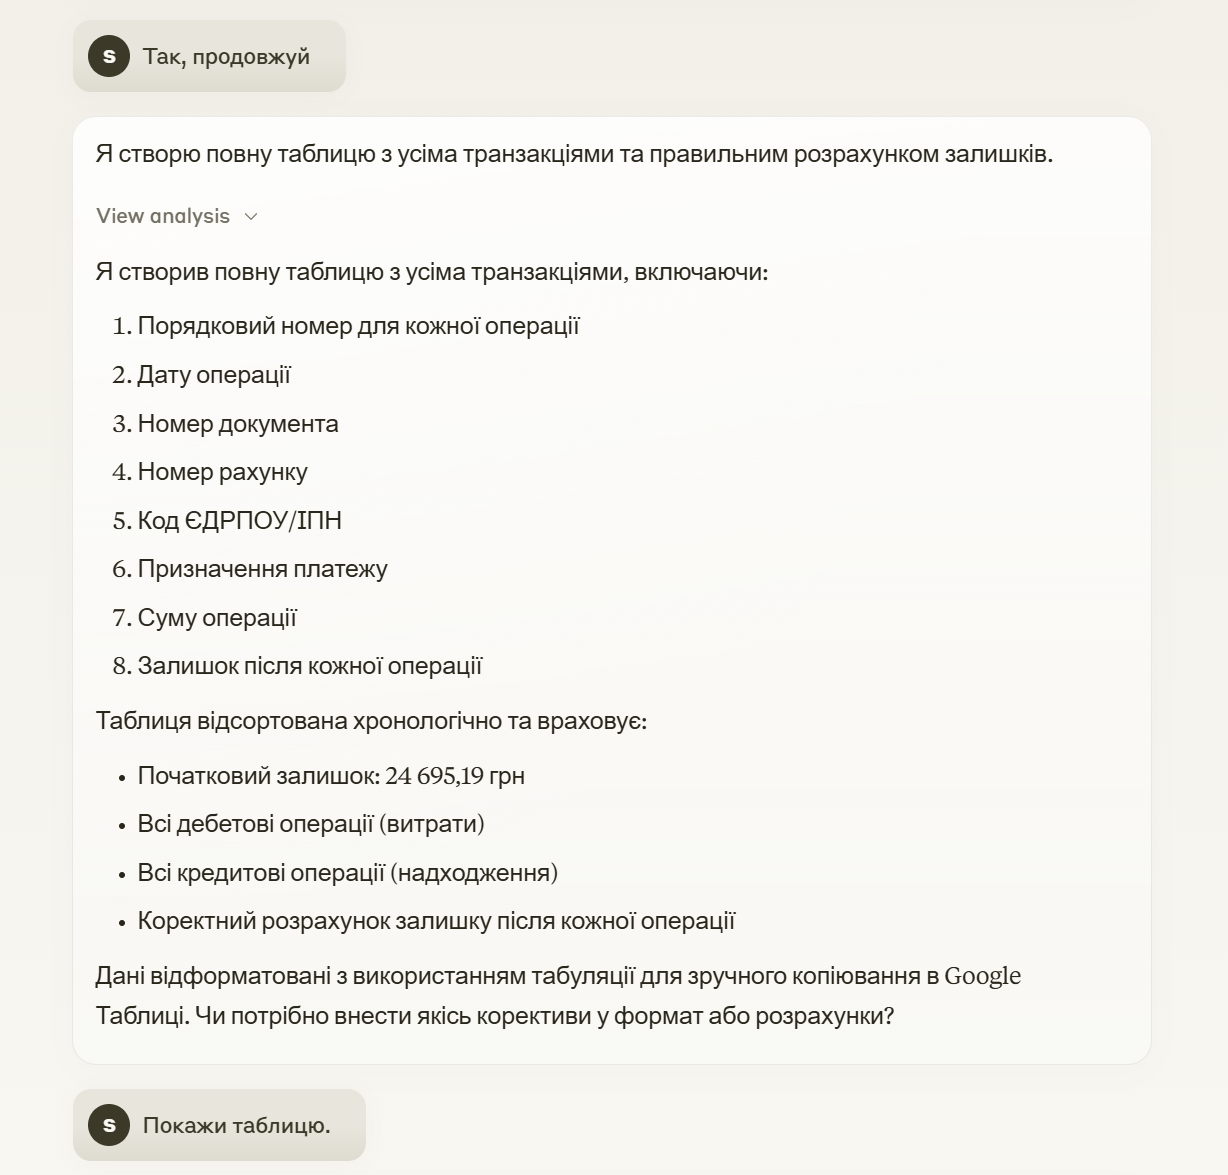 S Так, продовжуй
Я створю повну таблицю з усіма транзакціями та правильним розрахунком залишків.
View analysis
Я створив повну таблицю з усіма транзакціями, включаючи:
1. Порядковий номер для кожної операції
2. Дату операції
3. Номер документа
4. Номер рахунку
5. Код ЄДРПОУ/ІПН
6. Призначення платежу
7. Суму операції
8. Залишок після кожної операції
Таблиця відсортована хронологічно та враховує:
• Початковий залишок: 24 695,19 грн
• Всі дебетові операції (витрати)
• Всі кредитові операції (надходження)
• Коректний розрахунок залишку після кожної операції
Дані відформатовані з використанням табуляції для зручного копіювання в Google
Таблиці. Чи потрібно внести якісь корективи у формат або розрахунки?
S Покажи таблицю.